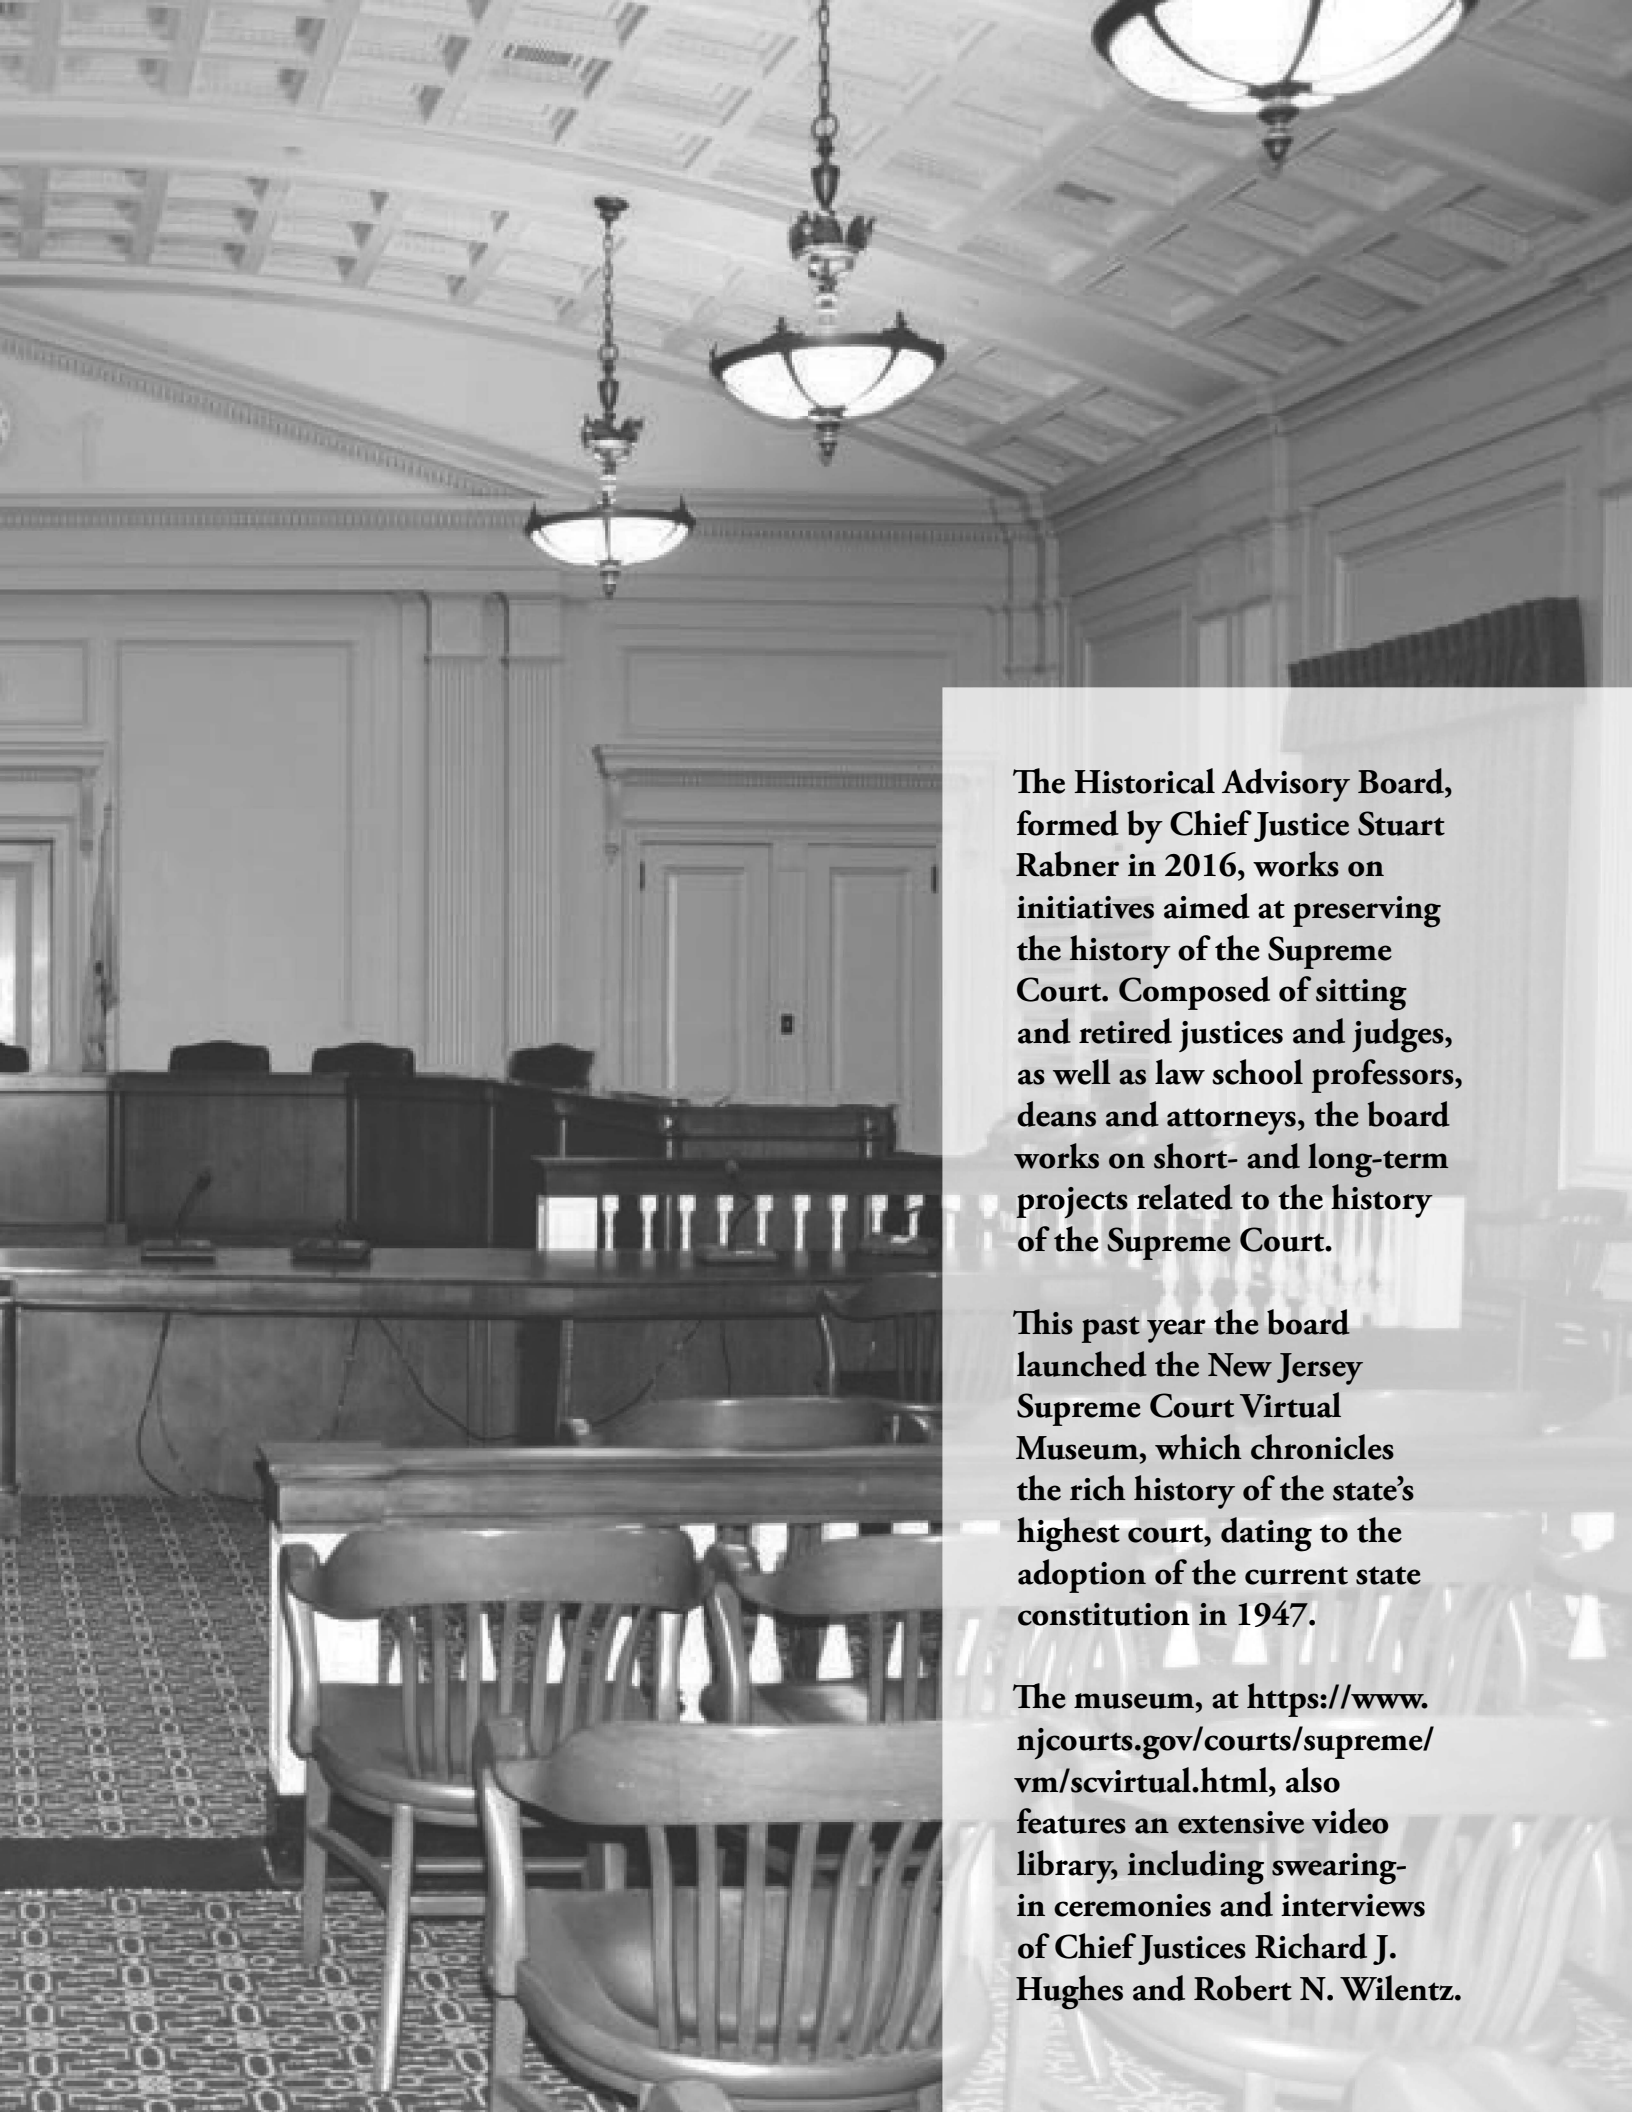 The Historical Advisory Board,
formed by Chief Justice Stuart
Rabner in 2016, works on
initiatives aimed at preserving
the history of the Supreme
Court. Composed of sitting
and retired justices and judges,
as well as law school professors,
deans and attorneys, the board
works on short- and long-term
projects related to the history
of the Supreme Court.
This past year the board
launched the New Jersey
Supreme Court Virtual
Museum, which chronicles
the rich history of the state’s
highest court, dating to the
adoption of the current state
constitution in 1947.
The museum, at https://www.
njcourts.gov/courts/supreme/
vm/scvirtual.html, also
features an extensive video
library, including swearing-
in ceremonies and interviews
of Chief Justices Richard J.
Hughes and Robert N. Wilentz.